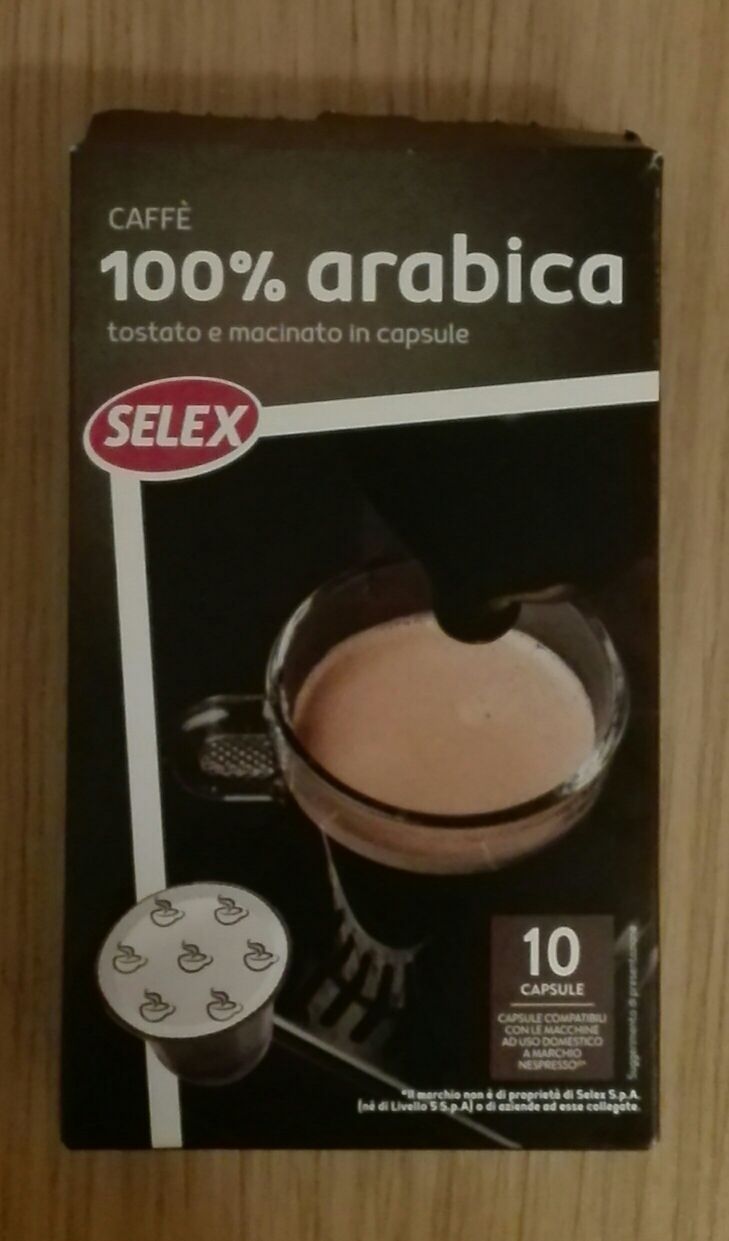 CAFFÈ
100% arabica
tostato e macinato in capsule
SELEX
10
CAPSULE
CAPSULE COMPATIBILI
CON LE MACCHINE
AD USO DOMESTICO
A MARCHIO
NESPRESSO®*
Suggerimento di presentazione
*Il marchio non è di proprietà di Selex S.p.A.
(né di Livello 5 S.p.A) o di aziende ad esse collegate.